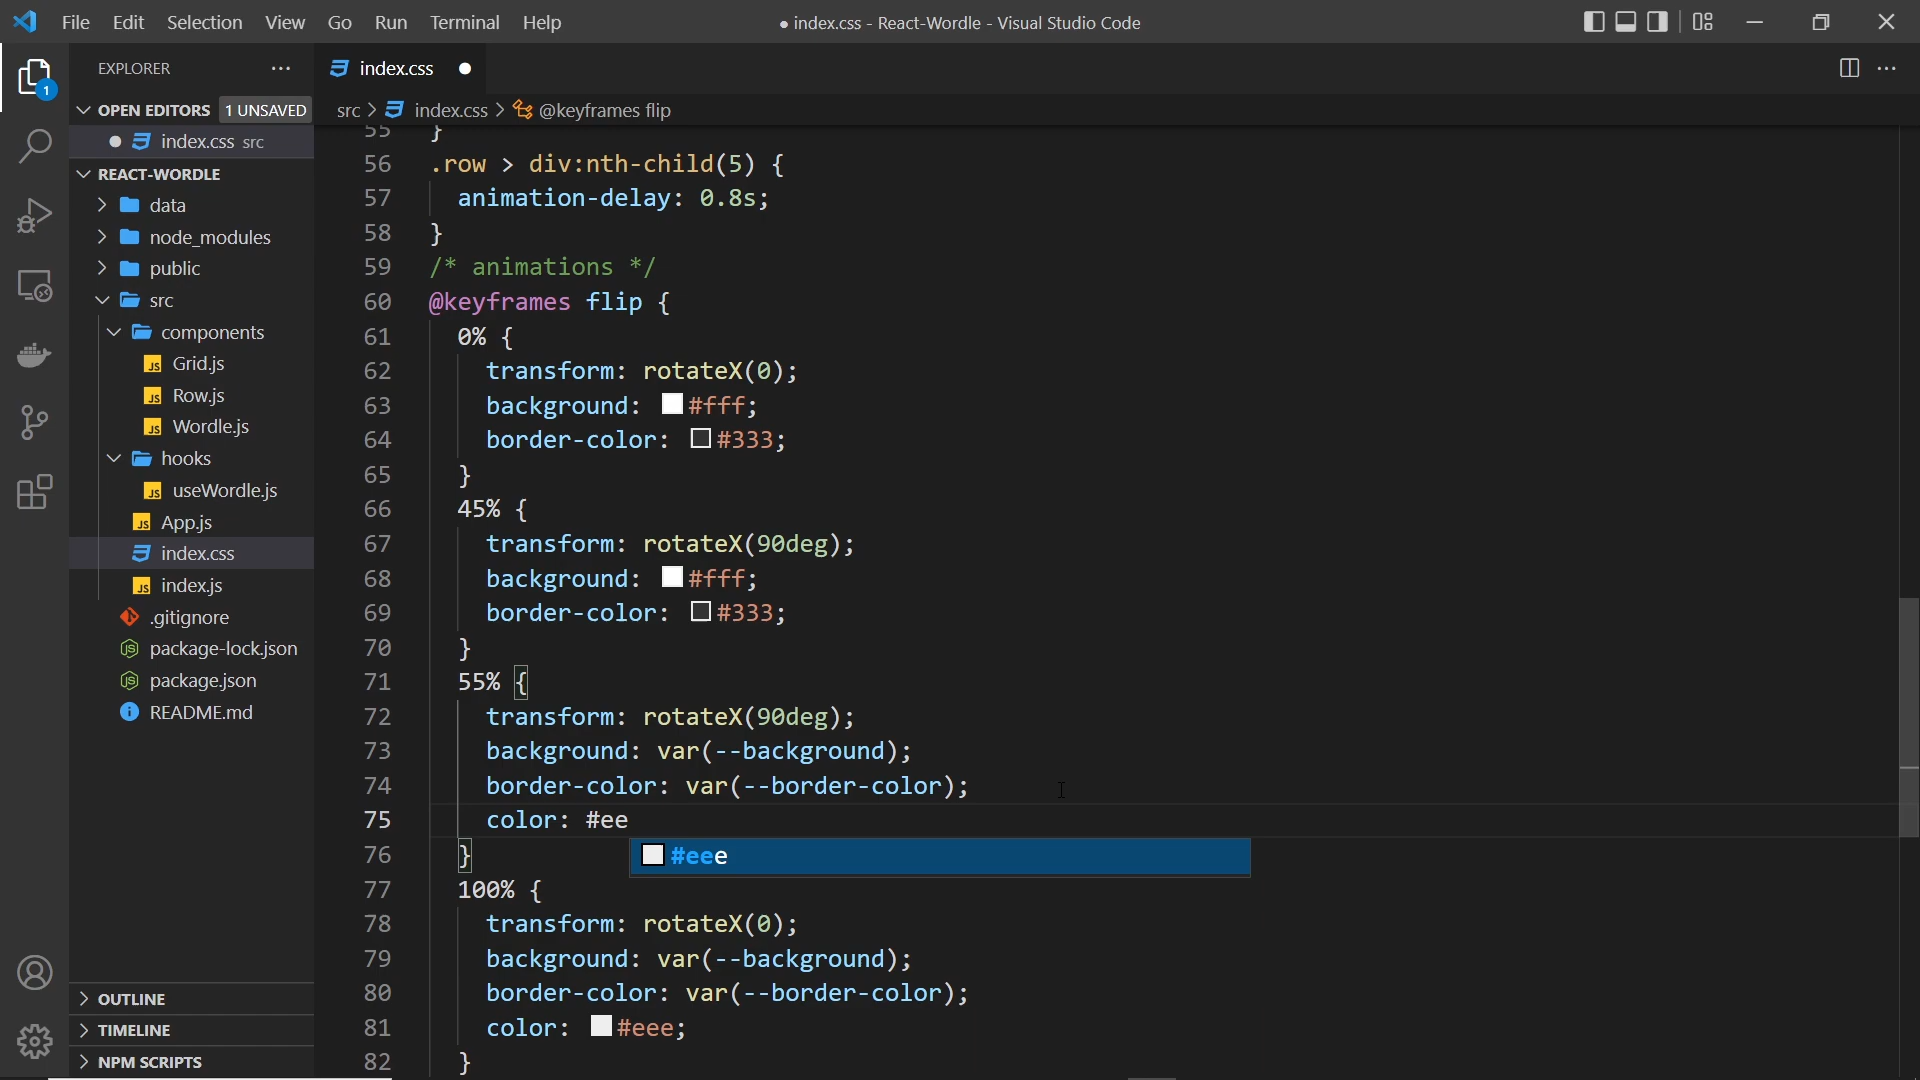 File Edit Selection View Go Run Terminal Help
● index.css - React-Wordle - Visual Studio Code
EXPLORER
1
OPEN EDITORS 1 UNSAVED
index.css src
REACT-WORDLE
data
node_modules
public
src
components
JS Grid.js
JS Row.js
JS Wordle.js
hooks
JS useWordle.js
JS App.js
index.css
JS index.js
.gitignore
package-lock.json
package.json
README.md
OUTLINE
TIMELINE
NPM SCRIPTS
index.css
src > index.css > @keyframes flip
55 }
56 .row > div:nth-child(5) {
57 animation-delay: 0.8s;
58 }
59 /* animations */
60 @keyframes flip {
61 0% {
62 transform: rotateX(0);
63 background: #fff;
64 border-color: #333;
65 }
66 45% {
67 transform: rotateX(90deg);
68 background: #fff;
69 border-color: #333;
70 }
71 55% {
72 transform: rotateX(90deg);
73 background: var(--background);
74 border-color: var(--border-color);
75 color: #ee
76 }
#eee
77 100% {
78 transform: rotateX(0);
79 background: var(--background);
80 border-color: var(--border-color);
81 color: #eee;
82 }